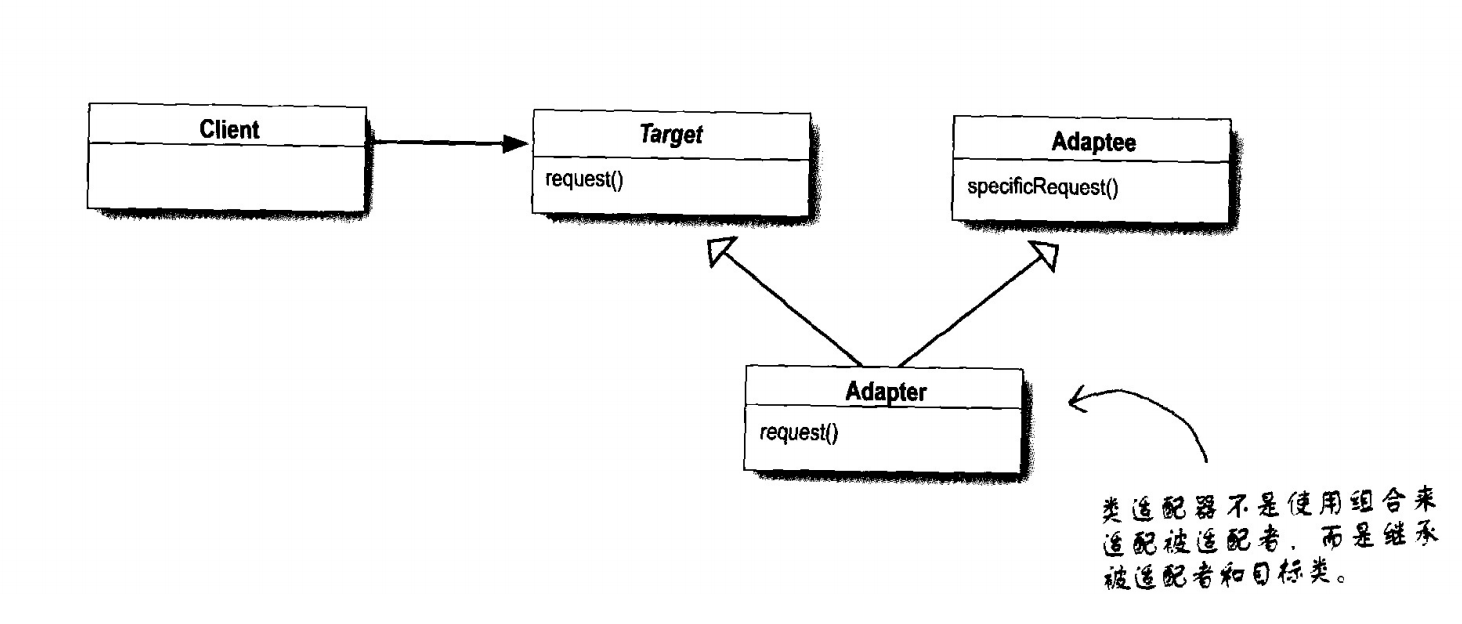 Client
Target
request()
Adaptee
specificRequest()
Adapter
request()
类适配器不是使用组合来
适配被适配者，而是继承
被适配者和目标类。